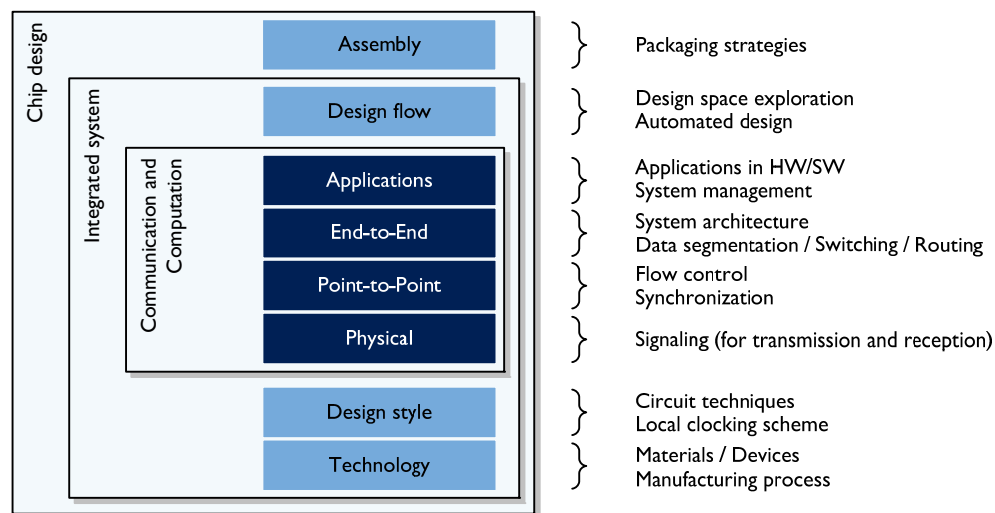 Chip design
Integrated system
Communication and
Computation
Assembly
Packaging strategies
Design flow
Design space exploration
Automated design
Applications
Applications in HW/SW
System management
End-to-End
System architecture
Data segmentation / Switching / Routing
Point-to-Point
Flow control
Synchronization
Physical
Signaling (for transmission and reception)
Design style
Circuit techniques
Local clocking scheme
Technology
Materials / Devices
Manufacturing process